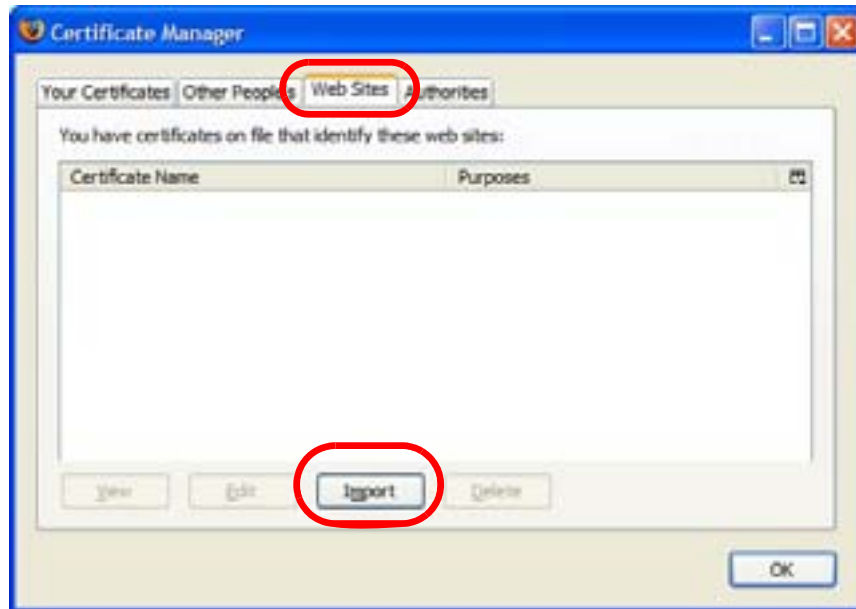 Certificate Manager
Your Certificates Other People's Web Sites Authorities
You have certificates on file that identify these web sites:
Certificate Name Purposes
View Edit Import Delete
OK